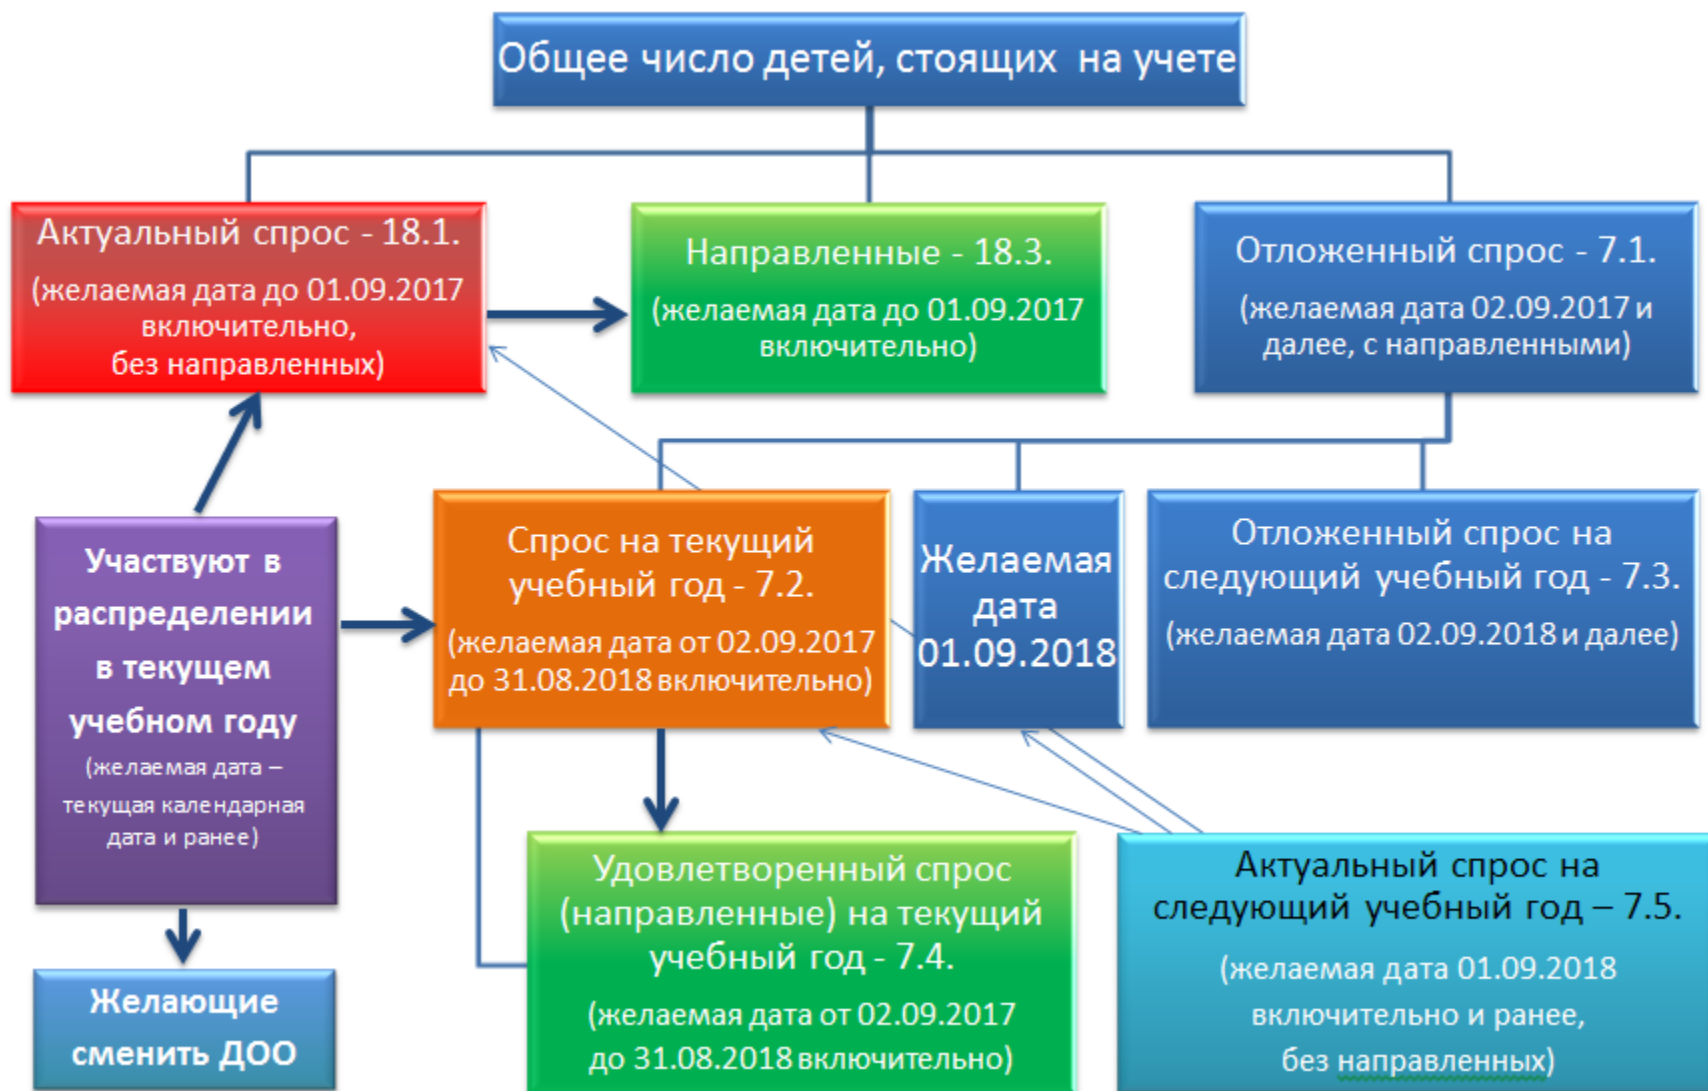 Общее число детей, стоящих на учете
Актуальный спрос - 18.1.
(желаемая дата до 01.09.2017
включительно,
без направленных)
Направленные - 18.3.
(желаемая дата до 01.09.2017
включительно)
Отложенный спрос - 7.1.
(желаемая дата 02.09.2017 и
далее, с направленными)
Участвуют в
распределении
в текущем
учебном году
(желаемая дата –
текущая календарная
дата и ранее)
Спрос на текущий
учебный год - 7.2.
(желаемая дата от 02.09.2017
до 31.08.2018 включительно)
Желаемая
дата
01.09.2018
Отложенный спрос на
следующий учебный год - 7.3.
(желаемая дата 02.09.2018 и далее)
Желающие
сменить ДОО
Удовлетворенный спрос
(направленные) на текущий
учебный год - 7.4.
(желаемая дата от 02.09.2017
до 31.08.2018 включительно)
Актуальный спрос на
следующий учебный год – 7.5.
(желаемая дата 01.09.2018
включительно и ранее,
без направленных)